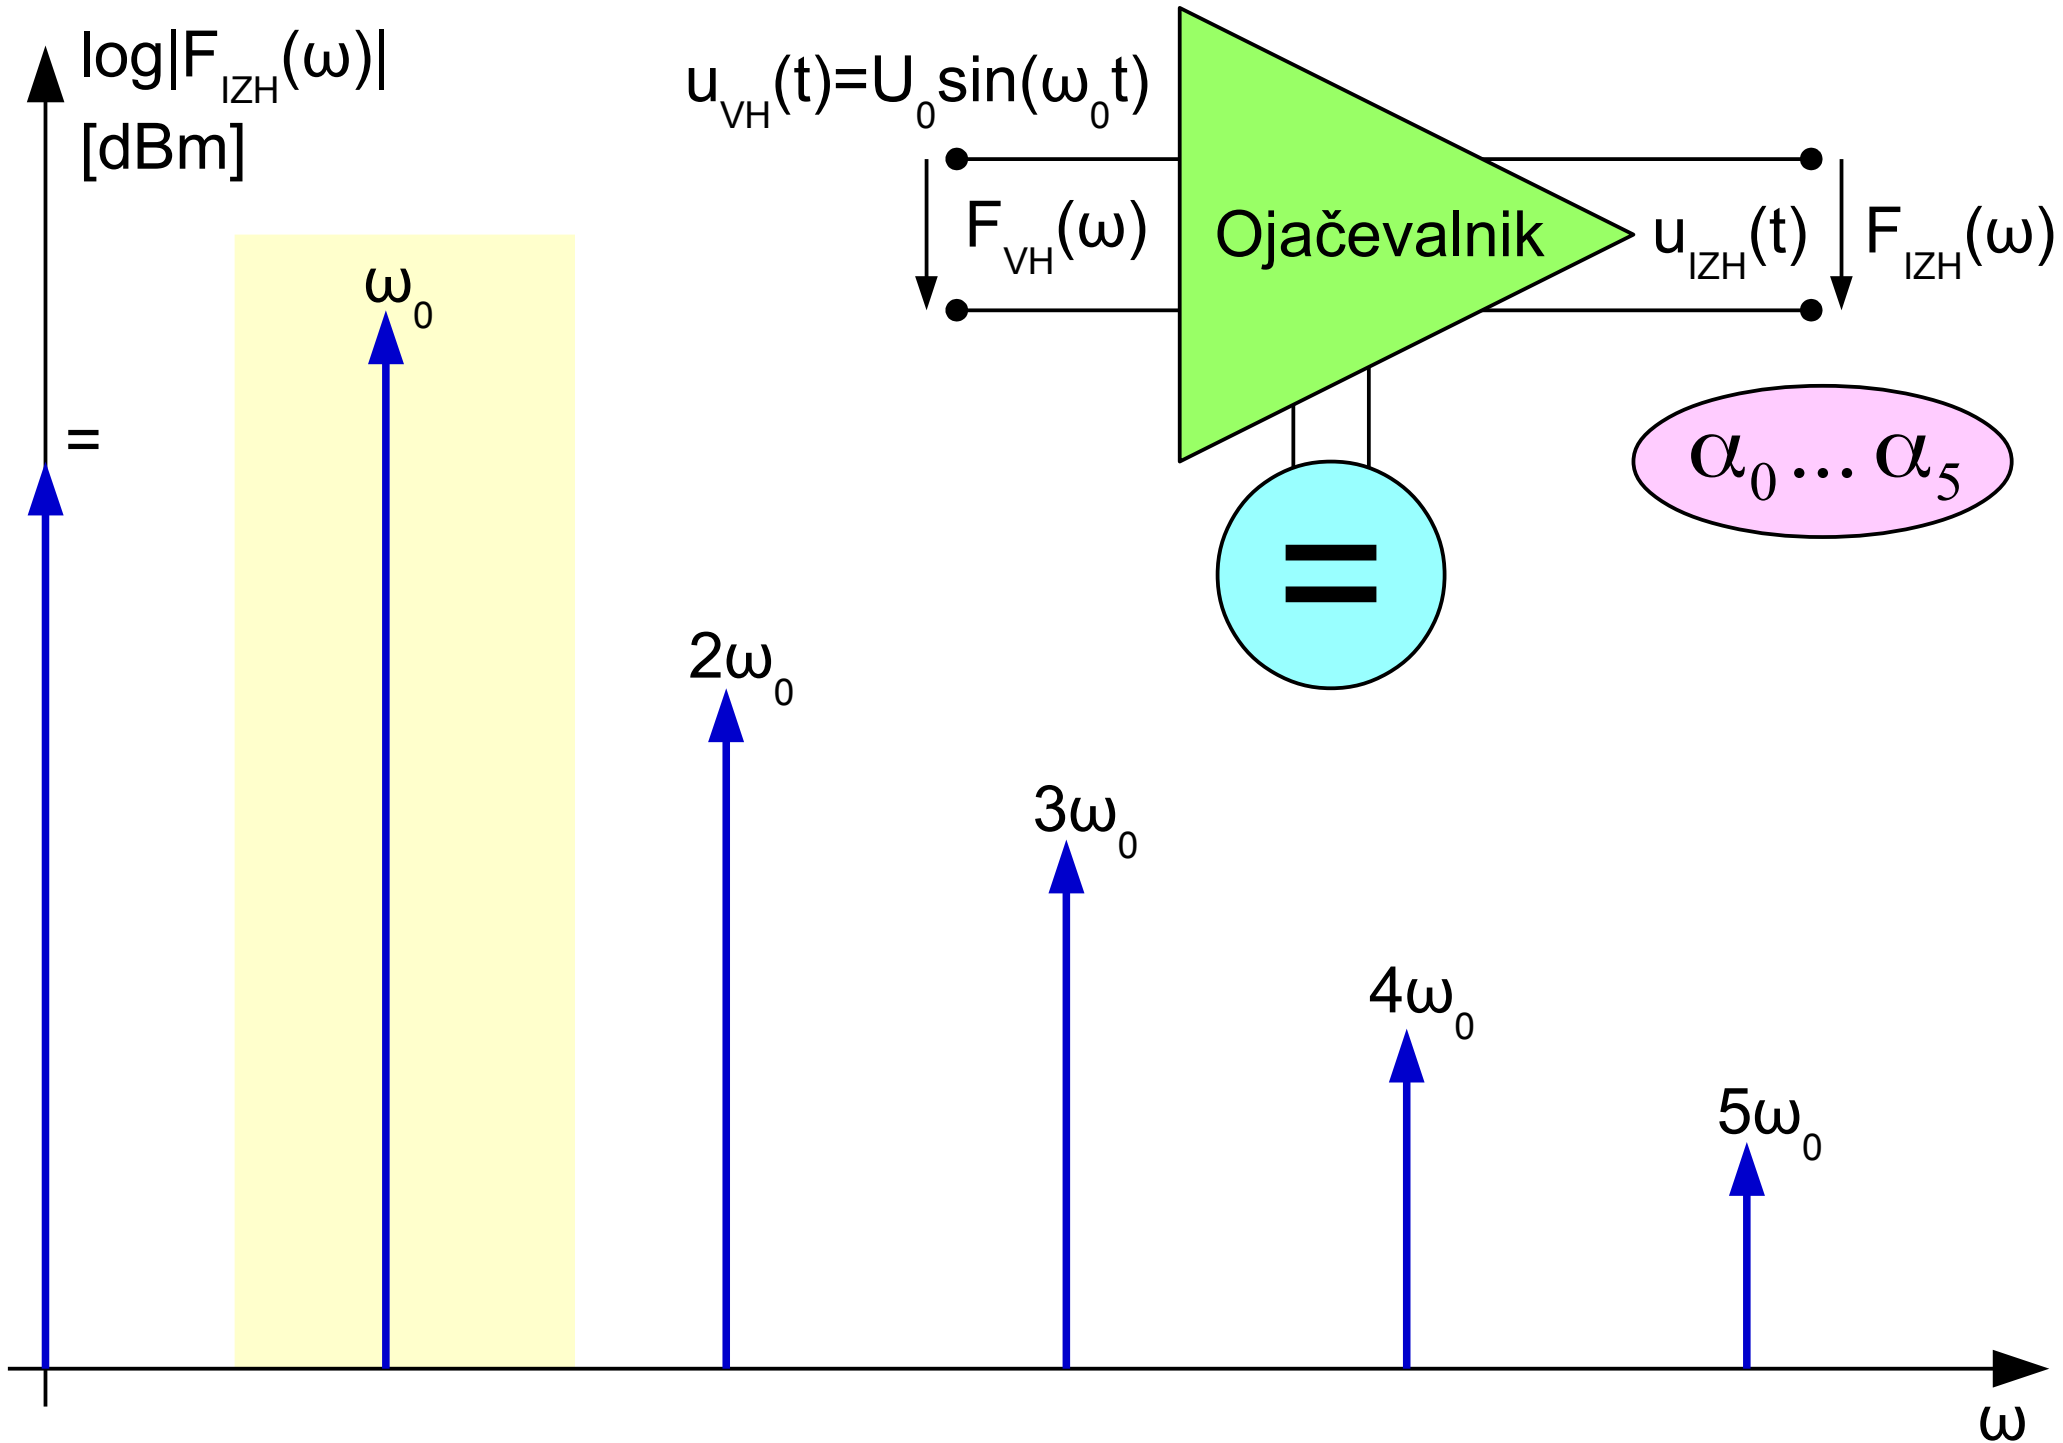 log|F_IZH(ω)|
[dBm]
u_VH(t)=U_0sin(ω_0t)
F_VH(ω)
Ojačevalnik
u_IZH(t)
F_IZH(ω)
α_0... α_5
=
=
ω_0
2ω_0
3ω_0
4ω_0
5ω_0
ω